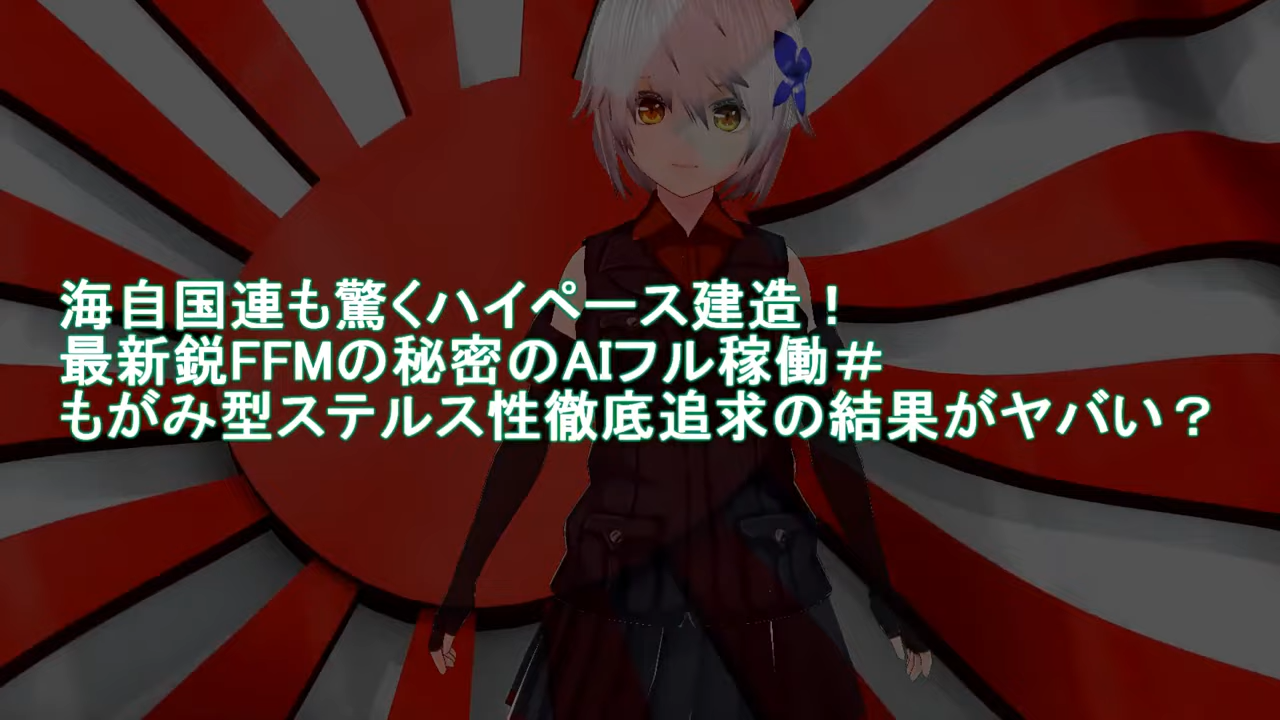 海自国連も驚くハイペース建造！
最新鋭FFMの秘密のAIフル稼働＃
もがみ型ステルス性徹底追求の結果がヤバい？